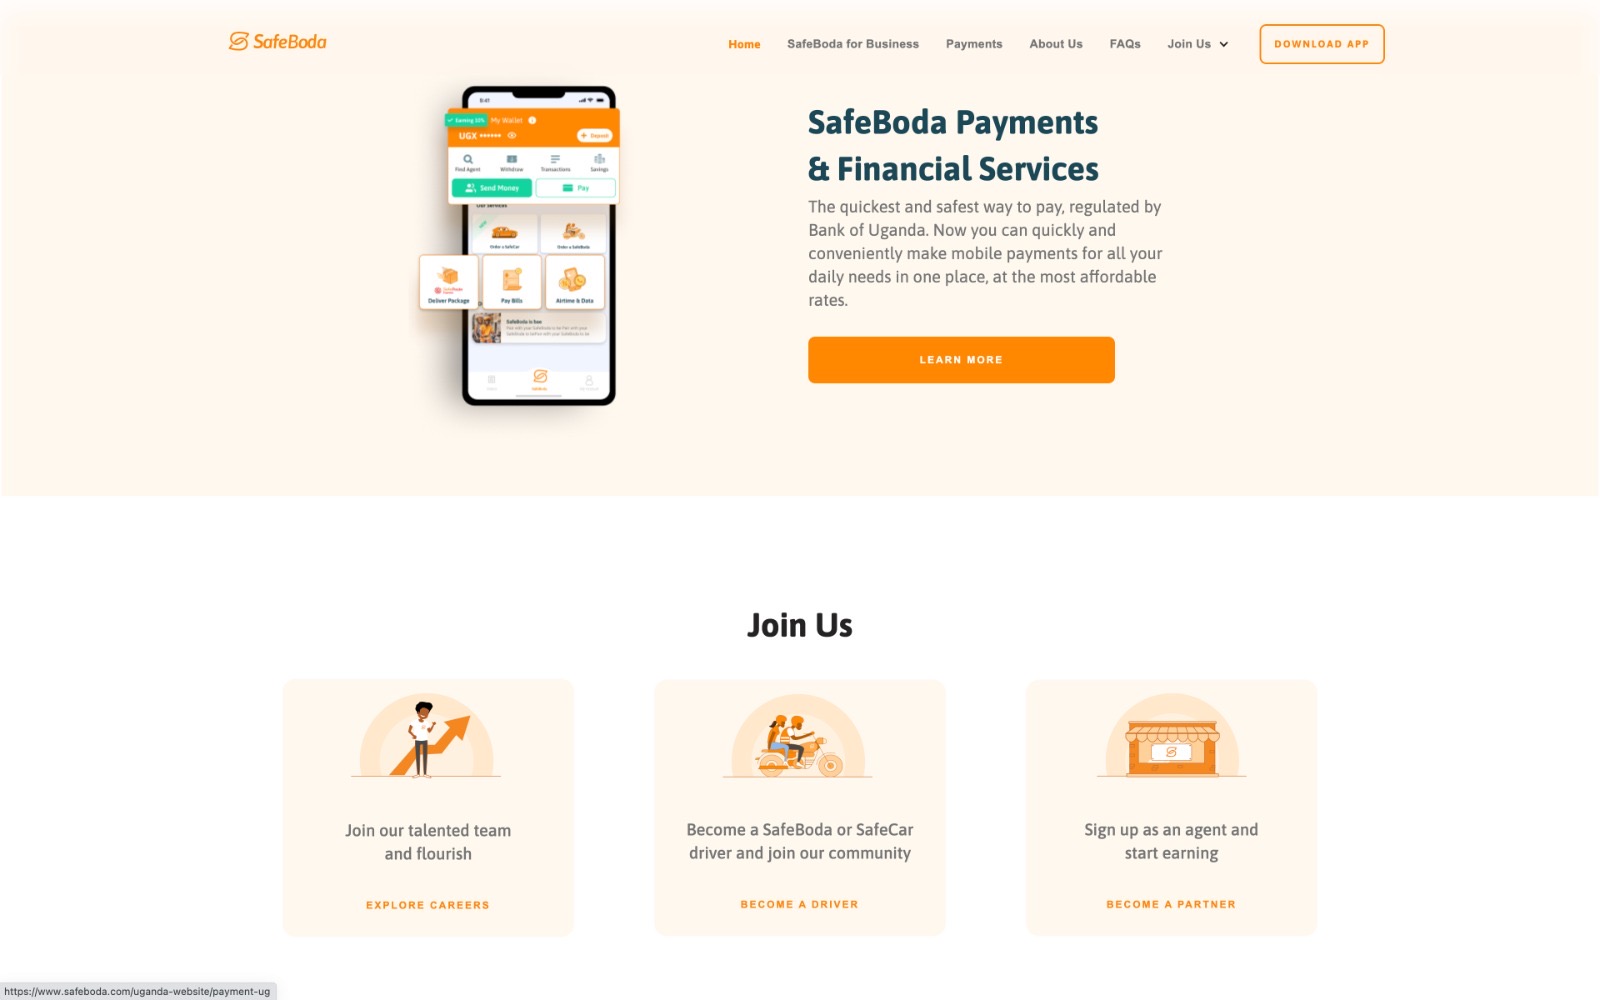 SafeBoda
Home
SafeBoda for Business
Payments
About Us
FAQs
Join Us
DOWNLOAD APP
9:41
Earning 10%
My Wallet
UGX
Deposit
Find Agent
Withdraw
Transactions
Savings
Send Money
Pay
Our Services
Order a SafeCar
Order a SafeBoda
Deliver Package
Pay Bills
Airtime & Data
SafeBoda Payments
& Financial Services
The quickest and safest way to pay, regulated by
Bank of Uganda. Now you can quickly and
conveniently make mobile payments for all your
daily needs in one place, at the most affordable
rates.
LEARN MORE
Join Us
Join our talented team
and flourish
EXPLORE CAREERS
Become a SafeBoda or SafeCar
driver and join our community
BECOME A DRIVER
Sign up as an agent and
start earning
BECOME A PARTNER
https://www.safeboda.com/uganda-website/payment-ug